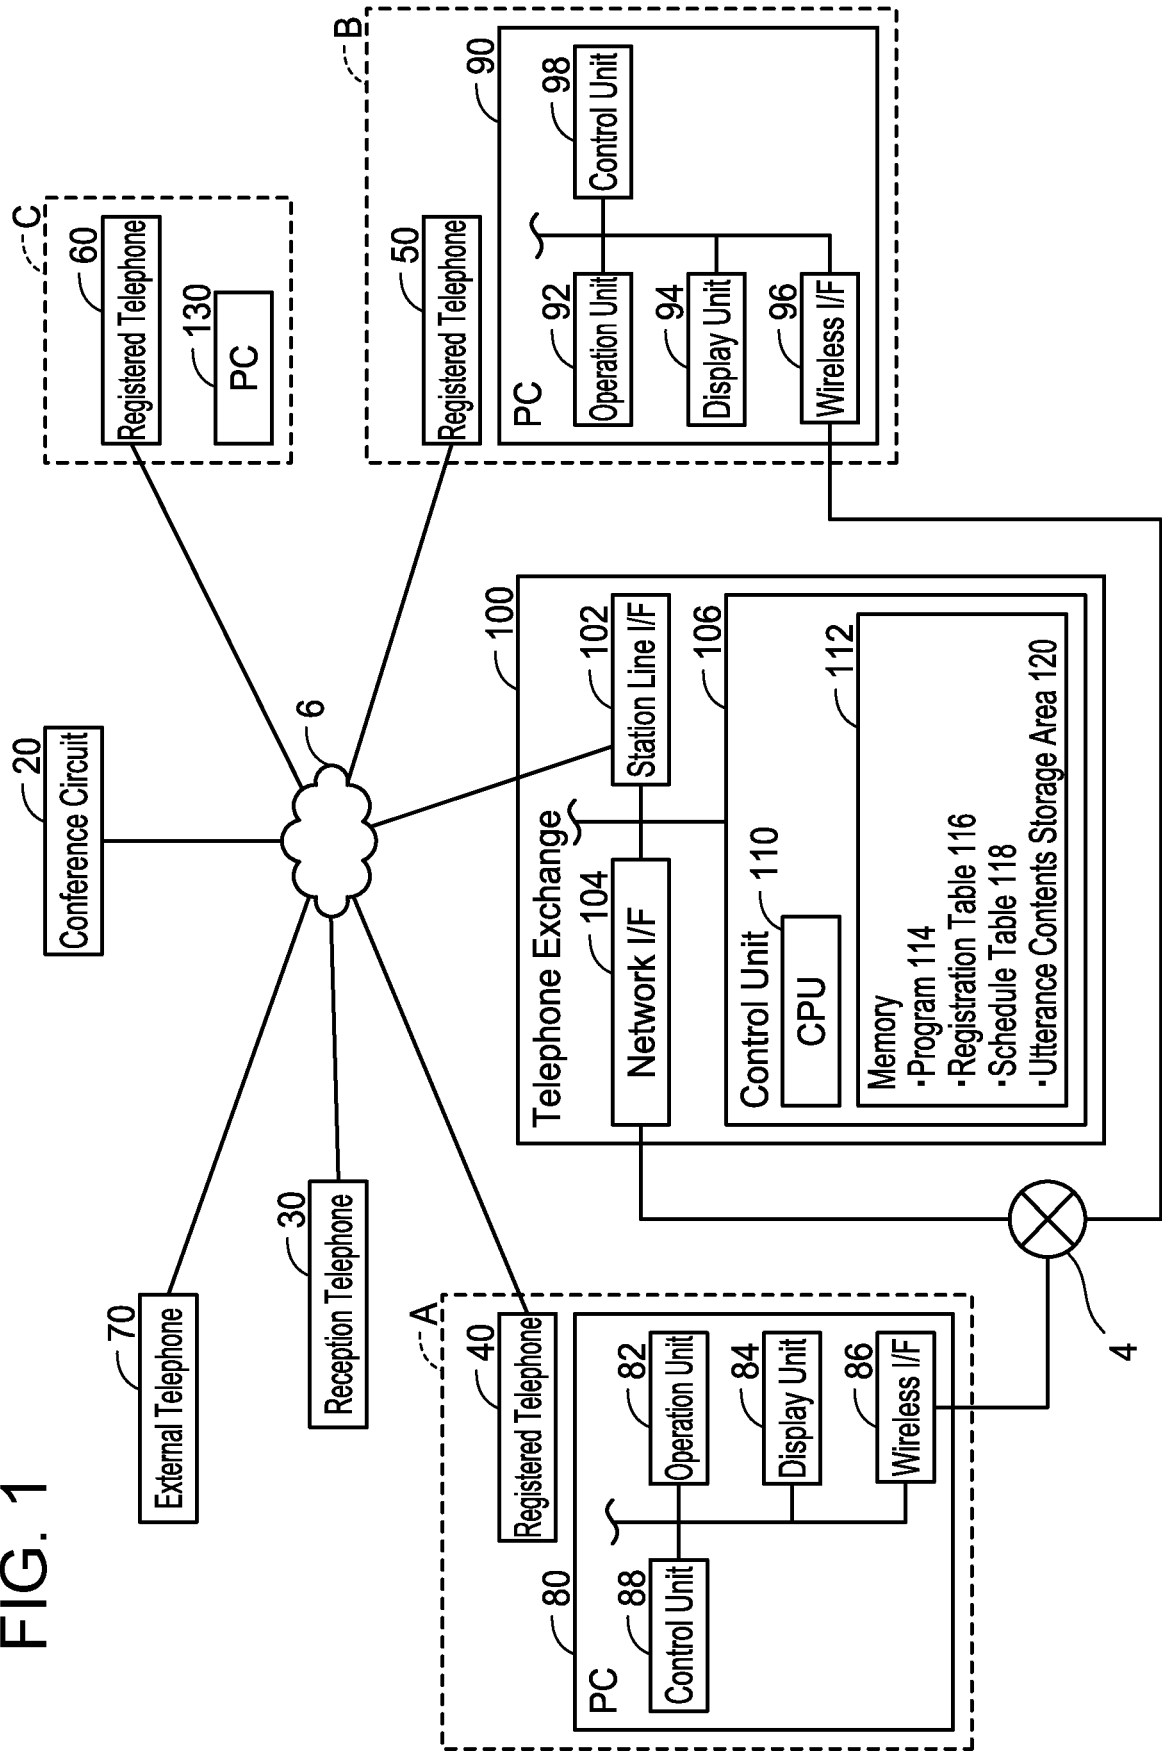 FIG. 1
70
External Telephone
30
Reception Telephone
20
Conference Circuit
6
C
60
Registered Telephone
130
PC
B
50
Registered Telephone
90
PC
92
Operation Unit
98
Control Unit
94
Display Unit
96
Wireless I/F
A
40
Registered Telephone
80
PC
88
Control Unit
82
Operation Unit
84
Display Unit
86
Wireless I/F
4
100
Telephone Exchange
104
Network I/F
102
Station Line I/F
106
Control Unit
110
CPU
112
Memory
・Program 114
・Registration Table 116
・Schedule Table 118
・Utterance Contents Storage Area 120